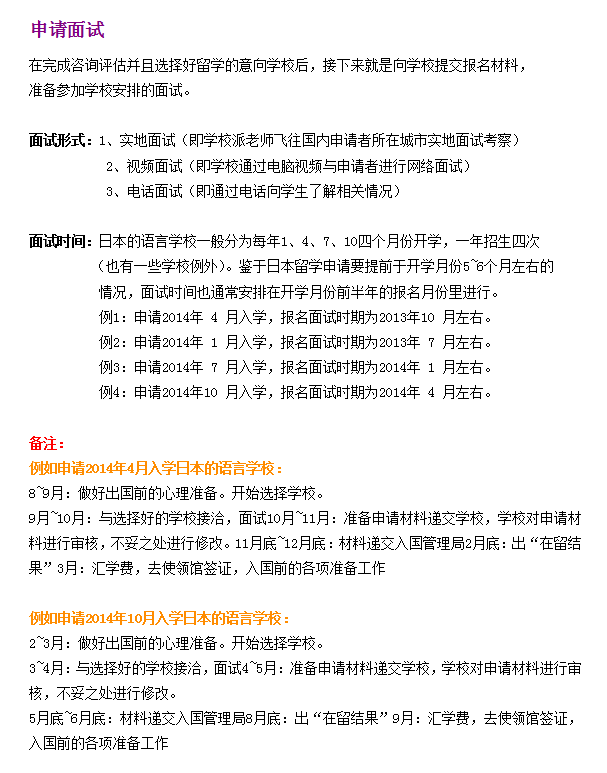 申请面试
在完成咨询评估并且选择好留学的意向学校后，接下来就是向学校提交报名材料，
准备参加学校安排的面试。
面试形式：1、实地面试（即学校派老师飞往国内申请者所在城市实地面试考察）
2、视频面试（即学校通过电脑视频与申请者进行网络面试）
3、电话面试（即通过电话向学生了解相关情况）
面试时间：日本的语言学校一般分为每年1、4、7、10四个月份开学，一年招生四次
（也有一些学校例外）。鉴于日本留学申请要提前于开学月份5~6个月左右的
情况，面试时间也通常安排在开学月份前半年的报名月份里进行。
例1：申请2014年 4 月入学，报名面试时期为2013年10 月左右。
例2：申请2014年 1 月入学，报名面试时期为2013年 7 月左右。
例3：申请2014年 7 月入学，报名面试时期为2014年 1 月左右。
例4：申请2014年10 月入学，报名面试时期为2014年 4 月左右。
备注：
例如申请2014年4月入学日本的语言学校：
8~9月：做好出国前的心理准备。开始选择学校。
9月~10月：与选择好的学校接洽，面试10月~11月：准备申请材料递交学校，学校对申请材
料进行审核，不妥之处进行修改。11月底~12月底：材料递交入国管理局2月底：出“在留结
果”3月：汇学费，去使领馆签证，入国前的各项准备工作
例如申请2014年10月入学日本的语言学校：
2~3月：做好出国前的心理准备。开始选择学校。
3~4月：与选择好的学校接洽，面试4~5月：准备申请材料递交学校，学校对申请材料进行审
核，不妥之处进行修改。
5月底~6月底：材料递交入国管理局8月底：出“在留结果”9月：汇学费，去使领馆签证，
入国前的各项准备工作